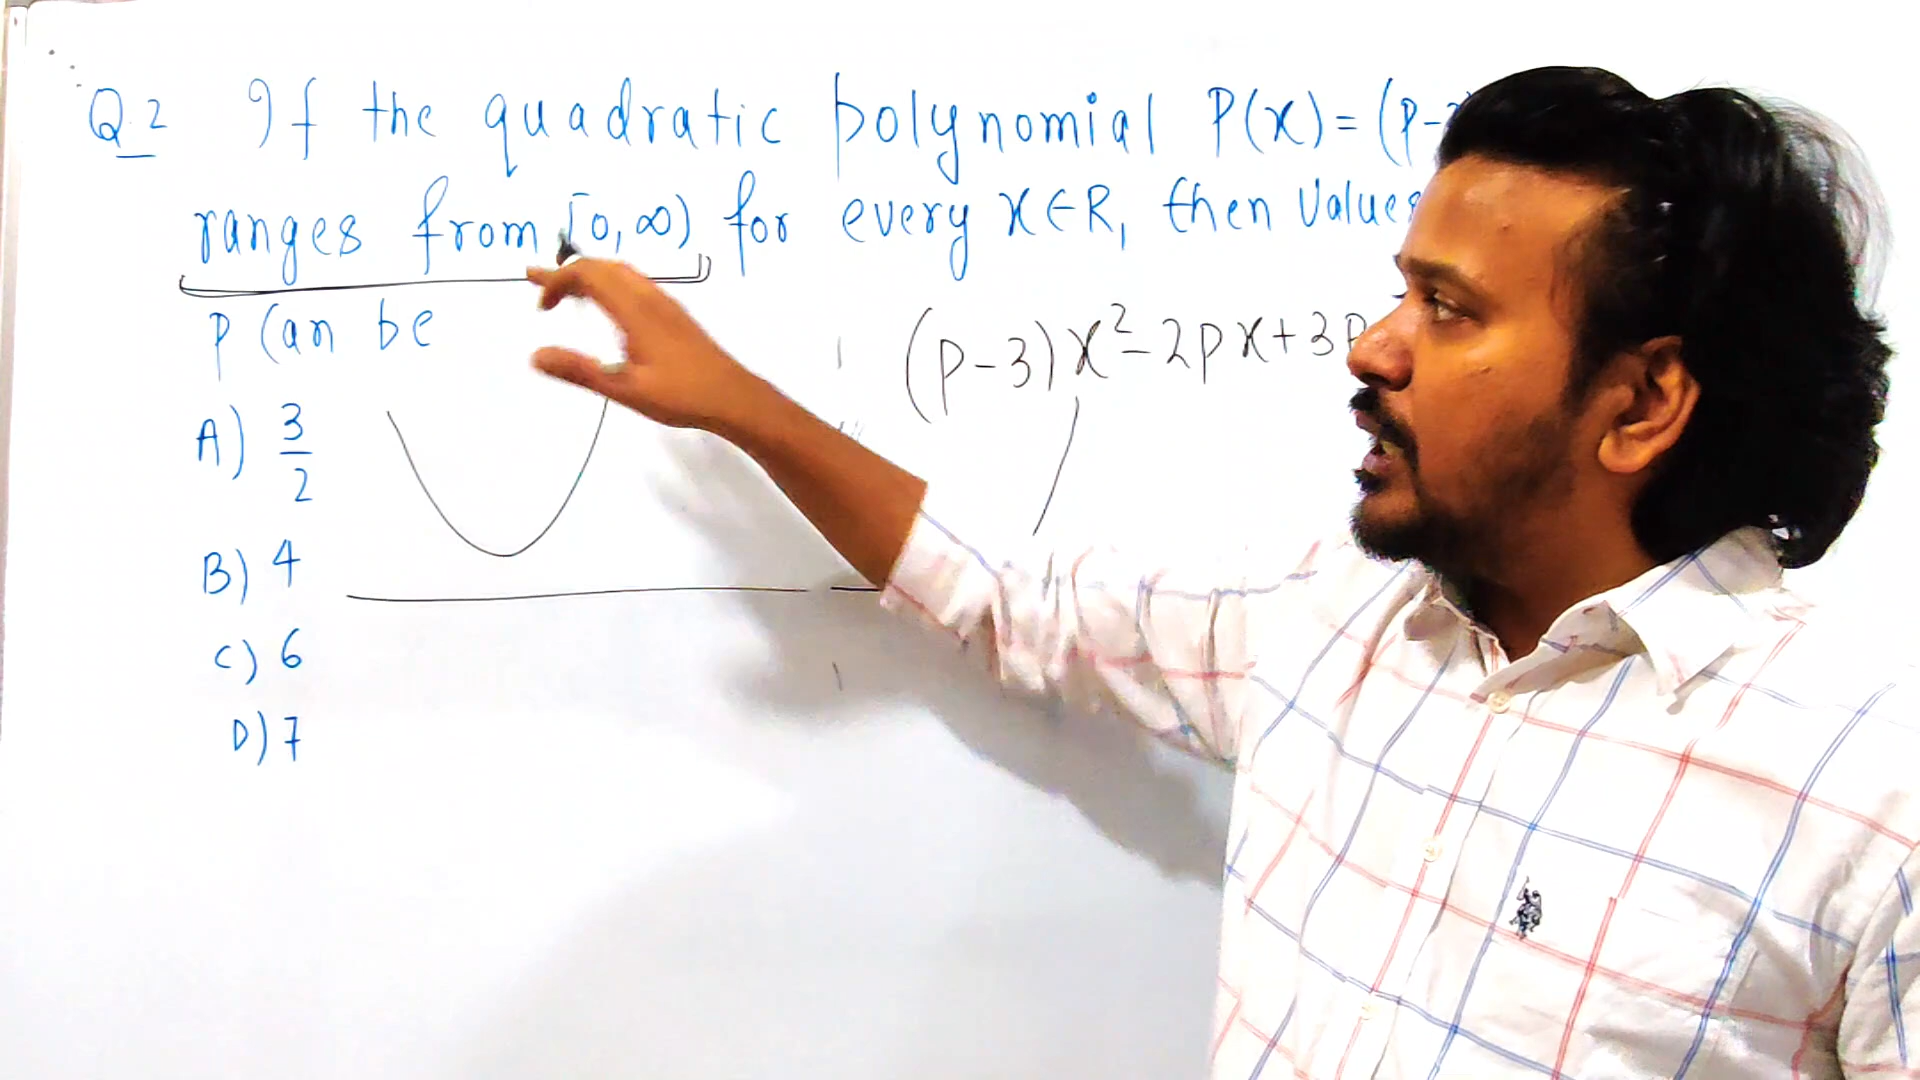 Q.2 If the quadratic polynomial P(x) = (P-
ranges from [0, ∞) for every x ∈ R, then values
P can be
(p-3)x²-2px+3p
A) 3/2
B) 4
C) 6
D) 7